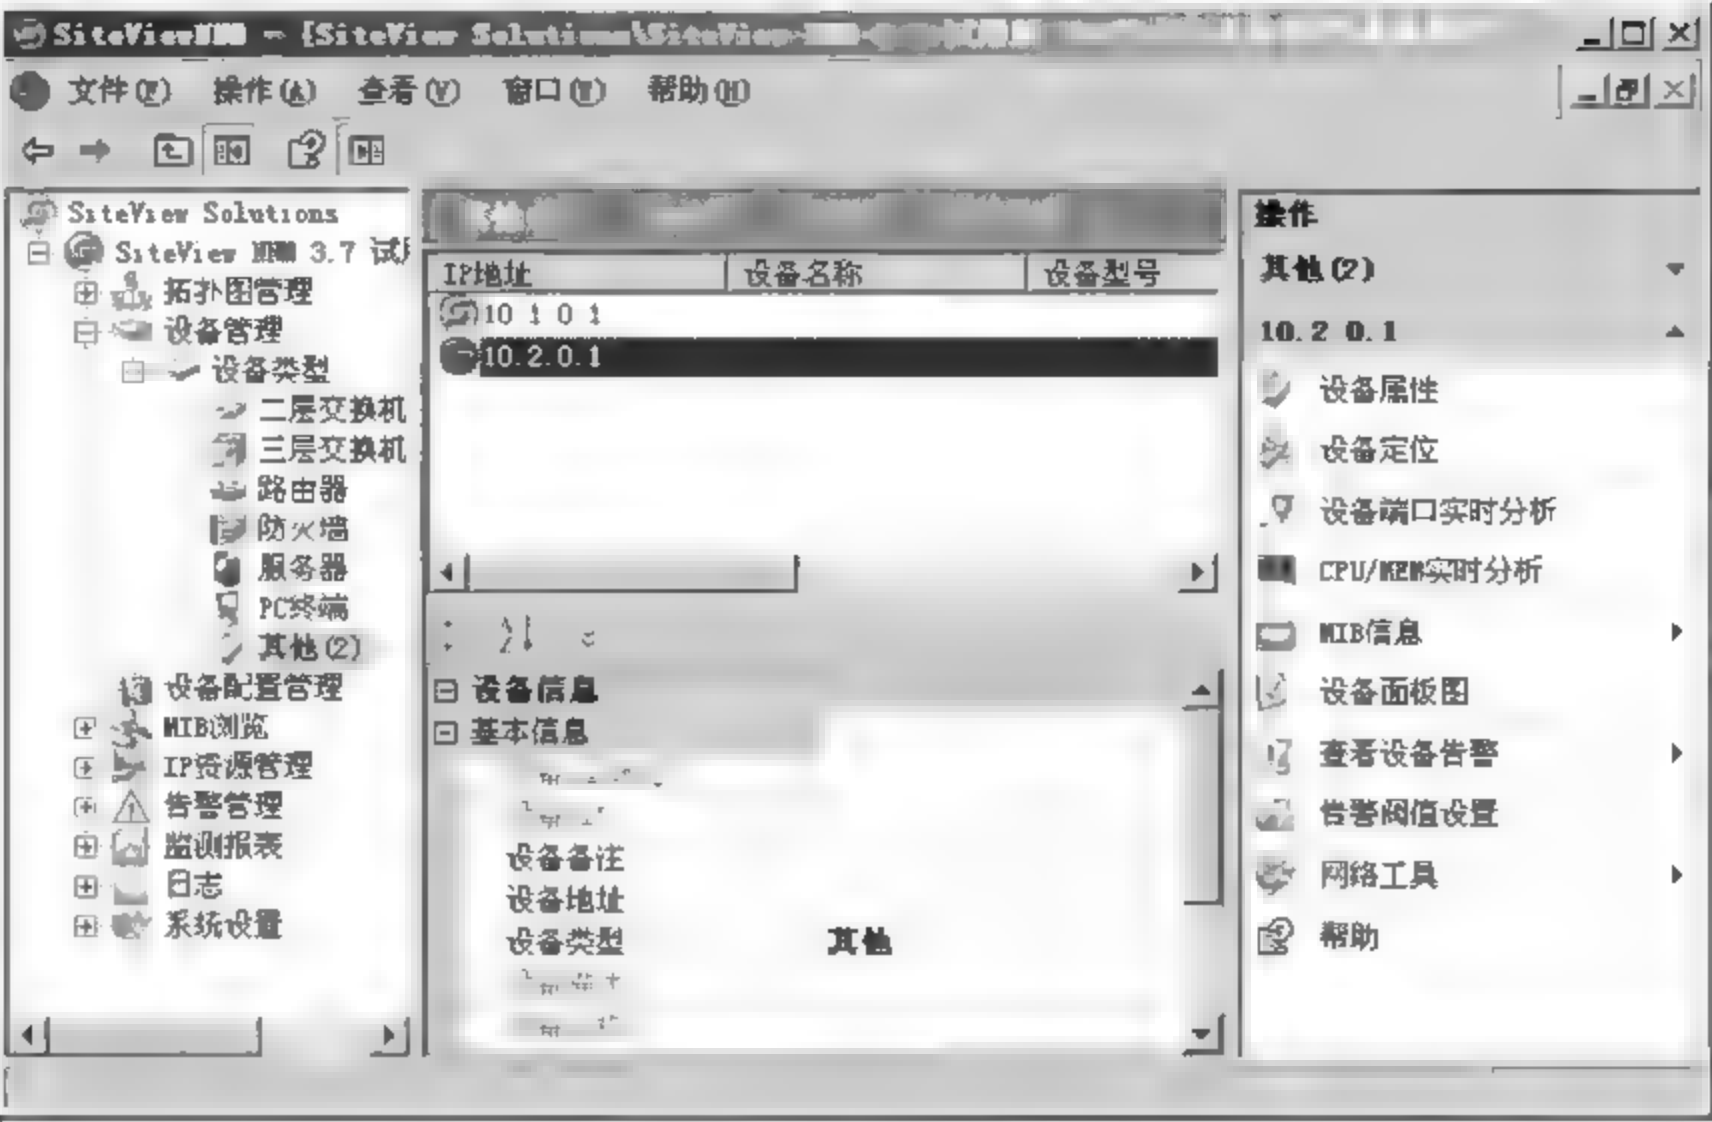 SiteViewNNM - [SiteView Solutions\SiteView
文件(F) 操作(A) 查看(V) 窗口(W) 帮助(H)
SiteView Solutions
SiteView NNM 3.7 试
拓扑图管理
设备管理
设备类型
二层交换机
三层交换机
路由器
防火墙
服务器
PC终端
其他(2)
设备配置管理
MIB浏览
IP资源管理
告警管理
监测报表
日志
系统设置
IP地址 设备名称 设备型号
10.1.0.1
10.2.0.1
设备信息
基本信息
设备备注
设备地址
设备类型 其他
操作
其他(2)
10.2.0.1
设备属性
设备定位
设备端口实时分析
CPU/MEM实时分析
MIB信息
设备面板图
查看设备告警
告警阀值设置
网络工具
帮助